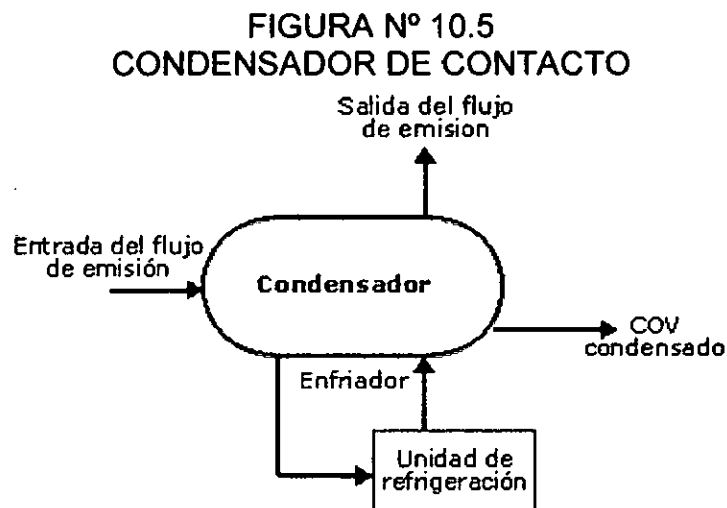 FIGURA Nº 10.5
CONDENSADOR DE CONTACTO
Salida del flujo
de emision
Entrada del flujo
de emisión
Condensador
COV
condensado
Enfriador
Unidad de
refrigeración